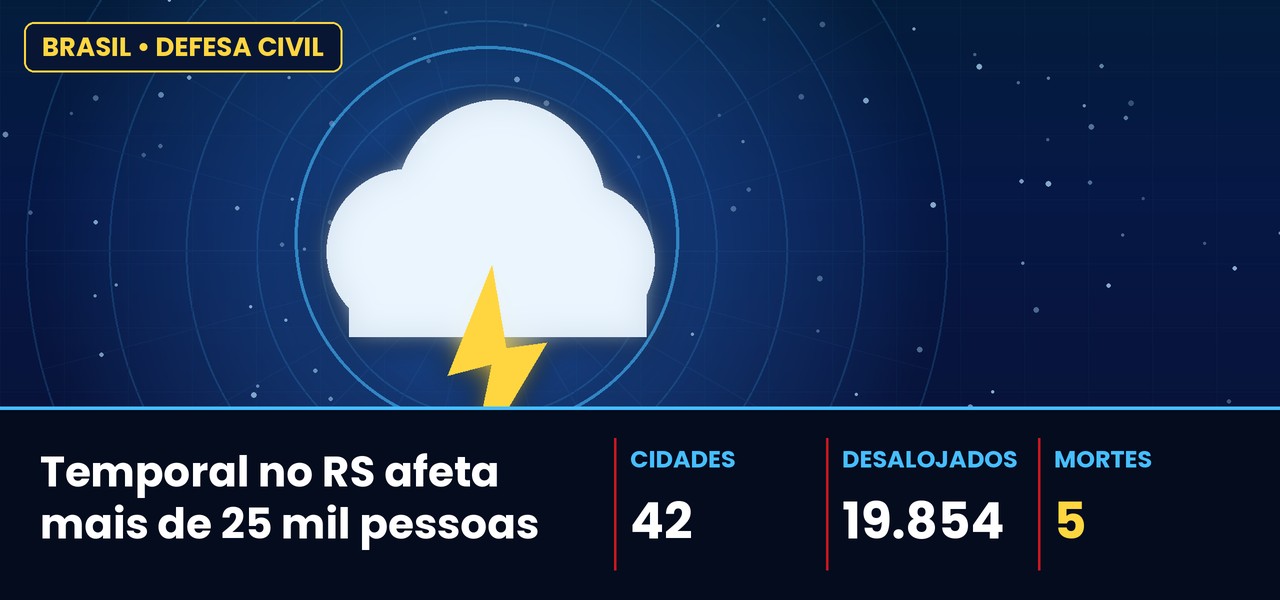 BRASIL • DEFESA CIVIL
Temporal no RS afeta
mais de 25 mil pessoas
CIDADES
42
DESALOJADOS
19.854
MORTES
5